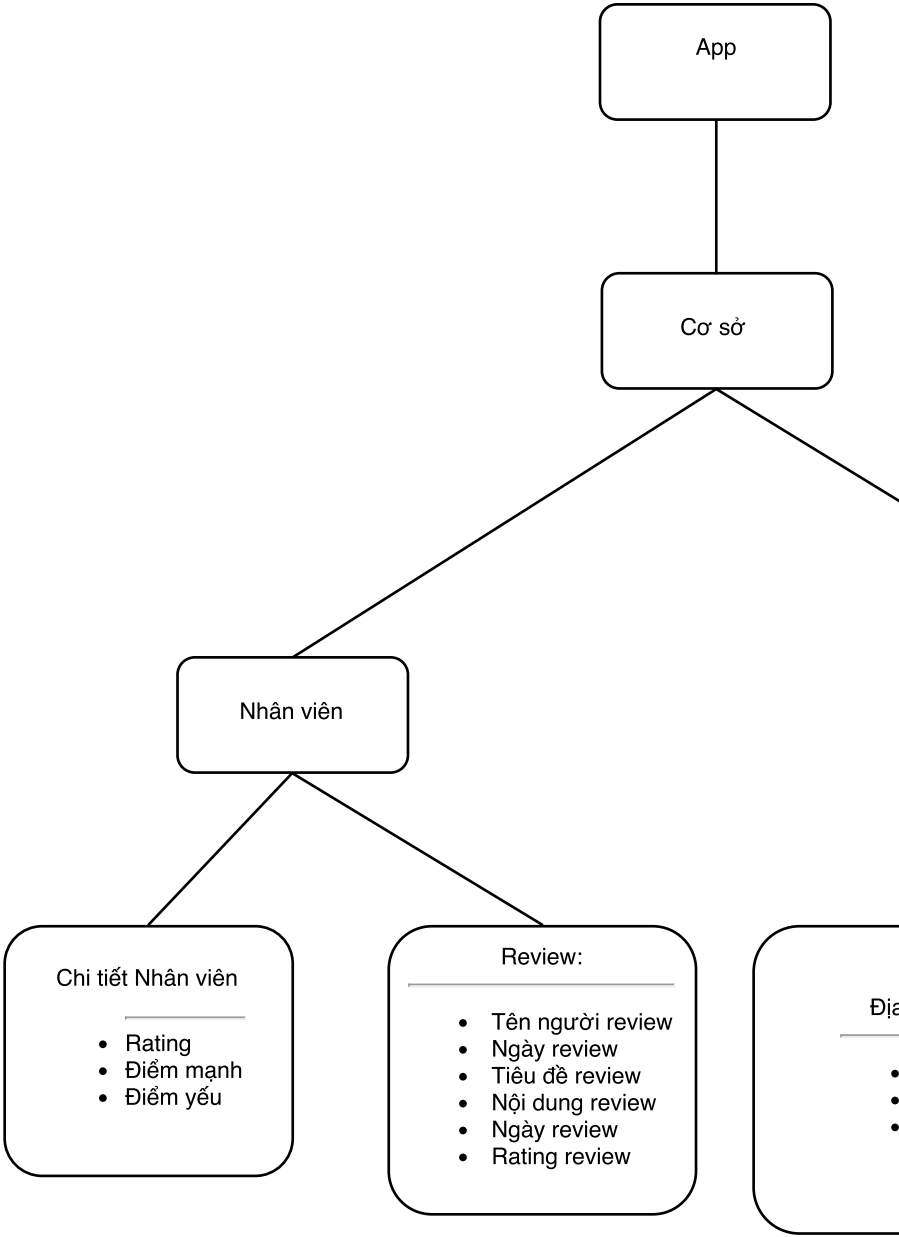 App
Cơ sở
Nhân viên
Chi tiết Nhân viên
• Rating
• Điểm mạnh
• Điểm yếu
Review:
• Tên người review
• Ngày review
• Tiêu đề review
• Nội dung review
• Ngày review
• Rating review